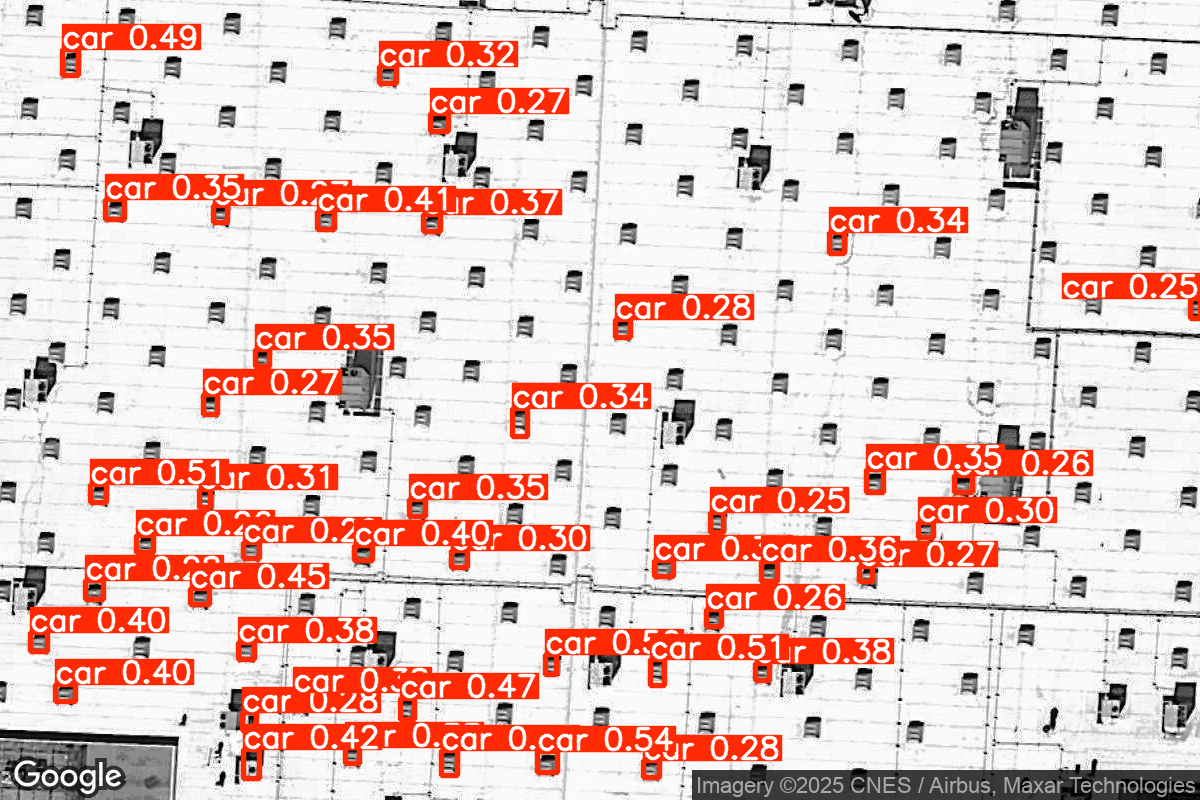 car 0.49
car 0.32
car 0.27
car 0.35
car 0.41
0.37
car 0.34
car 0.25
car 0.28
car 0.35
car 0.27
car 0.34
car 0.51
0.31
car 0.35
0.26
car 0.35
car 0.25
car 0.30
car
car
car 0.40
0.30
car
car 0.36
0.27
car
car 0.45
car 0.26
car 0.40
car 0.38
car
car 0.51
0.38
car 0.40
car
car 0.47
car 0.28
car 0.42
car
car 0.54
0.28
Google
Imagery ©2025 CNES / Airbus, Maxar Technologies